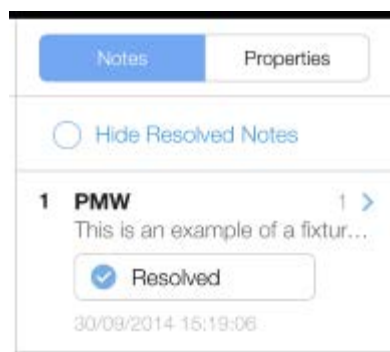 Notes Properties
Hide Resolved Notes
1 PMW 1 >
This is an example of a fixtur...
Resolved
30/09/2014 15:19:06